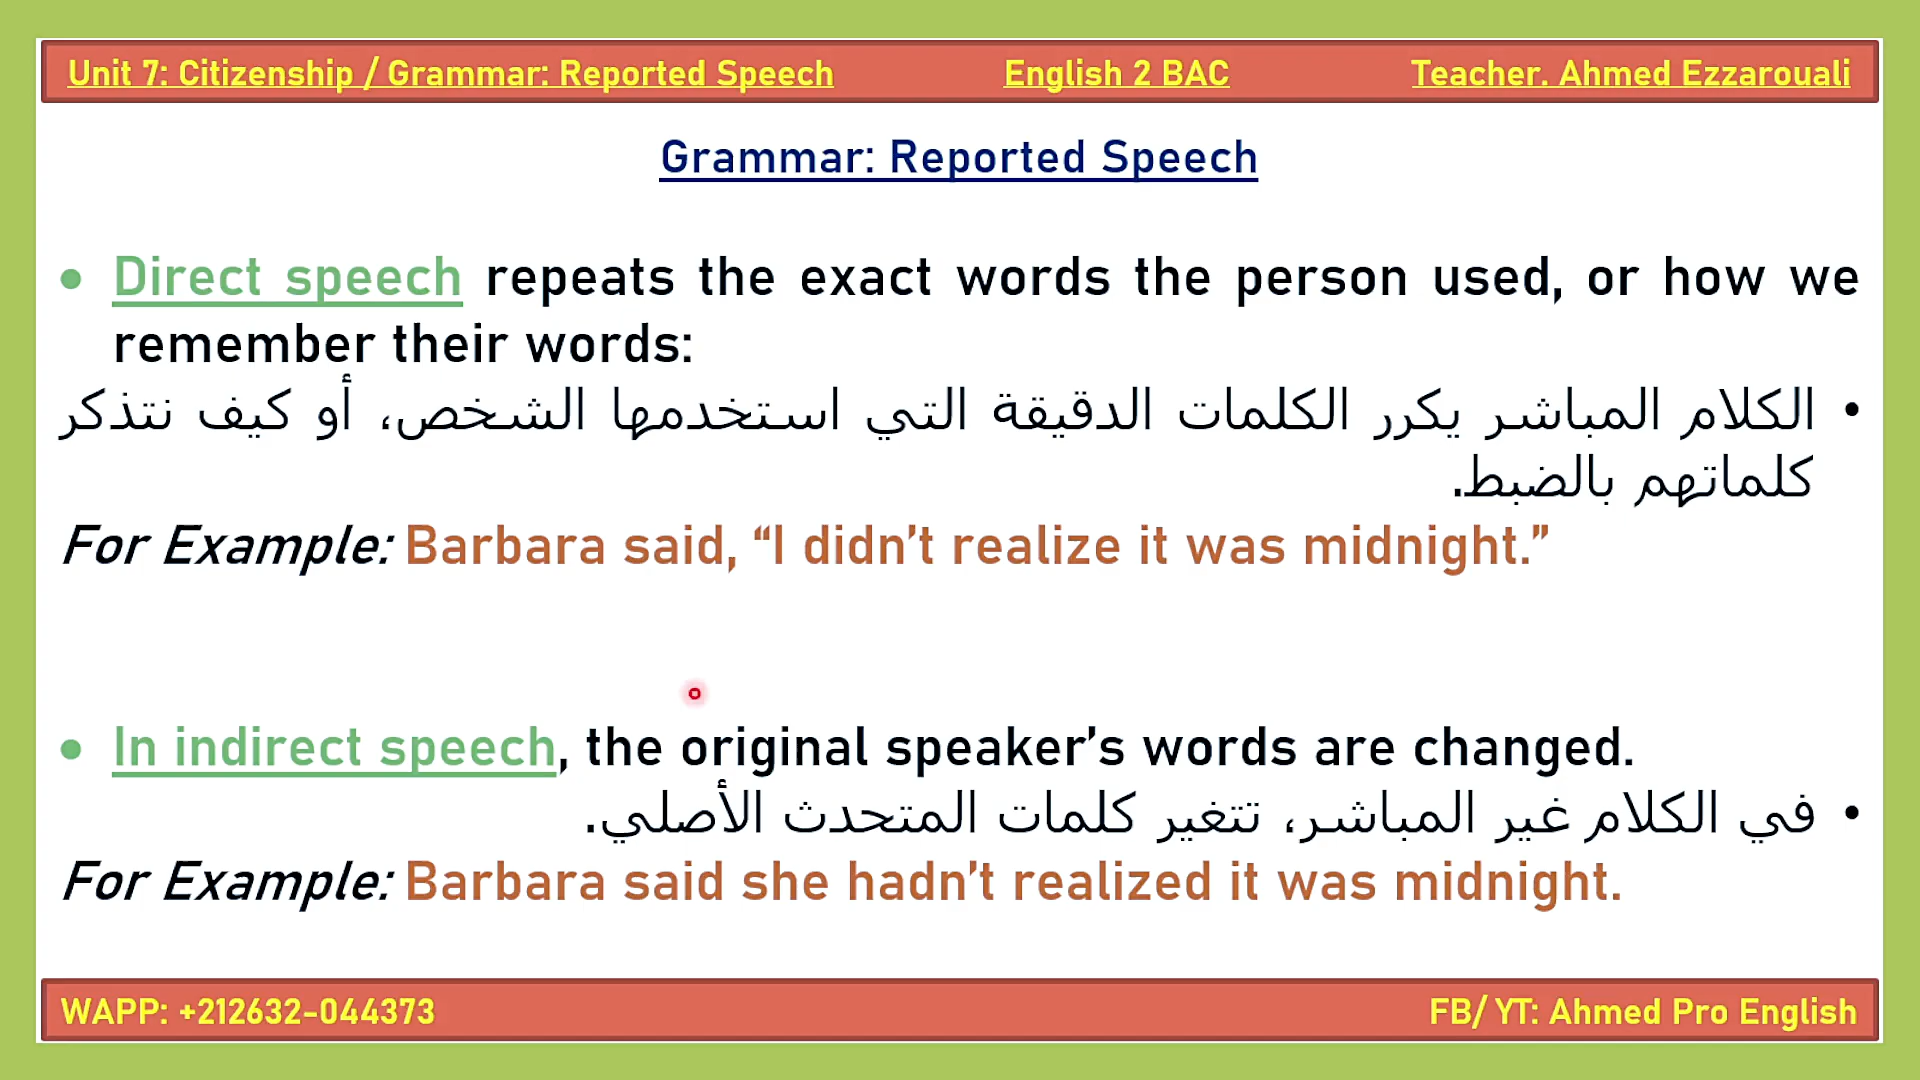 Unit 7: Citizenship / Grammar: Reported Speech English 2 BAC Teacher. Ahmed Ezzarouali
Grammar: Reported Speech
• Direct speech repeats the exact words the person used, or how we
remember their words:
• الكلام المباشر يكرر الكلمات الدقيقة التي استخدمها الشخص، أو كيف نتذكر
كلماتهم بالضبط.
For Example: Barbara said, “I didn’t realize it was midnight.”
• In indirect speech, the original speaker’s words are changed.
• في الكلام غير المباشر، تتغير كلمات المتحدث الأصلي.
For Example: Barbara said she hadn’t realized it was midnight.
WAPP: +212632-044373 FB/ YT: Ahmed Pro English